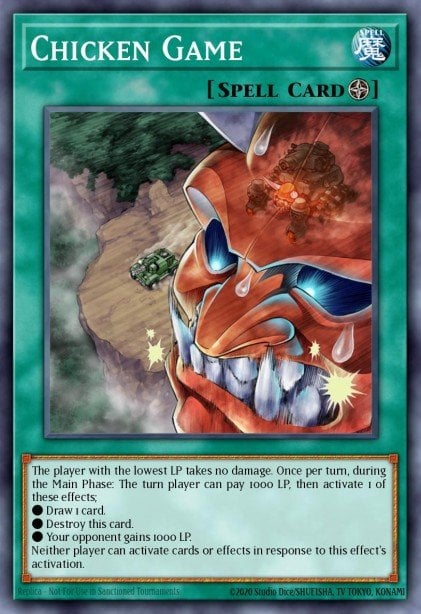 CHICKEN GAME
SPELL
魔
[SPELL CARD]
The player with the lowest LP takes no damage. Once per turn, during
the Main Phase: The turn player can pay 1000 LP, then activate 1 of
these effects;
● Draw 1 card.
● Destroy this card.
● Your opponent gains 1000 LP.
Neither player can activate cards or effects in response to this effect's
activation.
Replica - Not For Use in Sanctioned Tournaments
©2020 Studio Dice/SHUEISHA, TV TOKYO, KONAMI